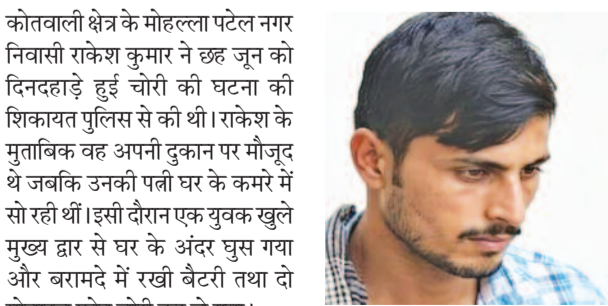 कोतवाली क्षेत्र के मोहल्ला पटेल नगर
निवासी राकेश कुमार ने छह जून को
दिनदहाड़े हुई चोरी की घटना की
शिकायत पुलिस से की थी। राकेश के
मुताबिक वह अपनी दुकान पर मौजूद
थे जबकि उनकी पत्नी घर के कमरे में
सो रही थीं। इसी दौरान एक युवक खुले
मुख्य द्वार से घर के अंदर घुस गया
और बरामदे में रखी बैटरी तथा दो